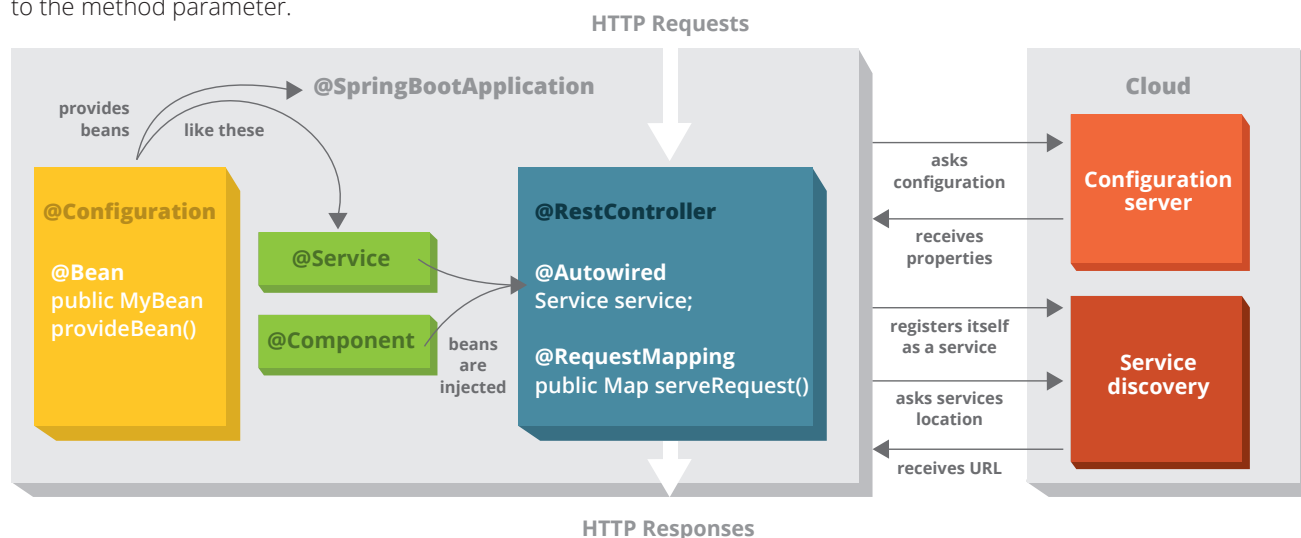 to the method parameter.
HTTP Requests
@SpringBootApplication
provides
beans
like these
@Configuration
@Bean
public MyBean
provideBean()
@Service
@Component
beans
are
injected
@RestController
@Autowired
Service service;
@RequestMapping
public Map serveRequest()
HTTP Responses
asks
configuration
receives
properties
registers itself
as a service
asks services
location
receives URL
Cloud
Configuration
server
Service
discovery